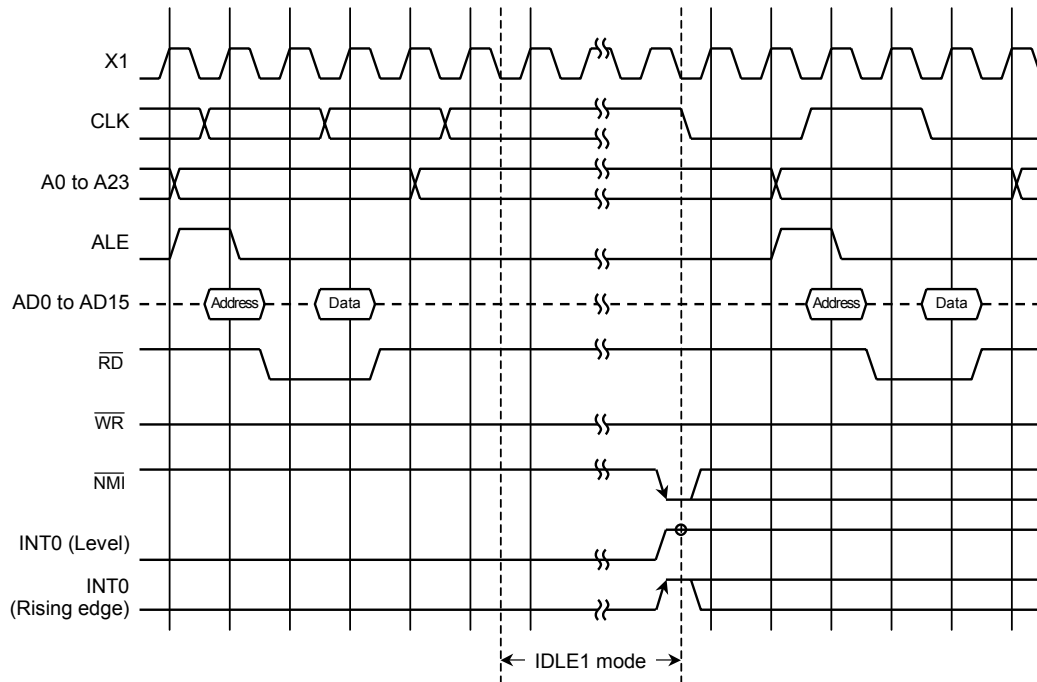 X1
CLK
A0 to A23
ALE
AD0 to AD15
Address
Data
Address
Data
RD
WR
NMI
INT0 (Level)
INT0
(Rising edge)
IDLE1 mode